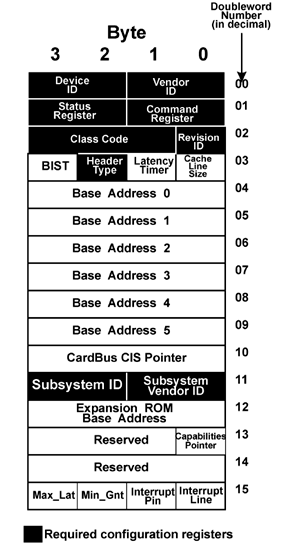 Doubleword
Number
(in decimal)
Byte
3 2 1 0
Device
ID
Vendor
ID
00
Status
Register
Command
Register
01
Class Code
Revision
ID
02
BIST
Header
Type
Latency
Timer
Cache
Line
Size
03
Base Address 0
04
Base Address 1
05
Base Address 2
06
Base Address 3
07
Base Address 4
08
Base Address 5
09
CardBus CIS Pointer
10
Subsystem ID
Subsystem
Vendor ID
11
Expansion ROM
Base Address
12
Reserved
Capabilities
Pointer
13
Reserved
14
Max_Lat
Min_Gnt
Interrupt
Pin
Interrupt
Line
15
Required configuration registers